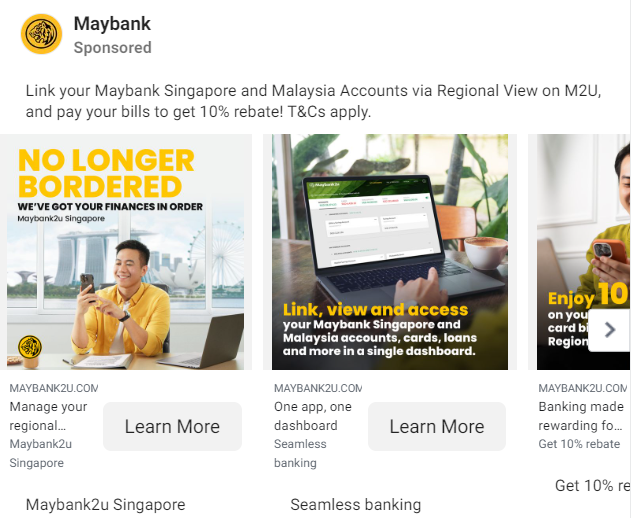 Maybank
Sponsored
Link your Maybank Singapore and Malaysia Accounts via Regional View on M2U,
and pay your bills to get 10% rebate! T&Cs apply.
NO LONGER
BORDERED
WE'VE GOT YOUR FINANCES IN ORDER
Maybank2u Singapore
MAYBANK2U.COM
Manage your
regional...
Maybank2u
Singapore
Learn More
Maybank2u Singapore
Maybank2u
Link, view and access
your Maybank Singapore and
Malaysia accounts, cards, loans
and more in a single dashboard.
MAYBANK2U.COM
One app, one
dashboard
Seamless
banking
Learn More
Seamless banking
Enjoy 10
on you
card bi
Region
MAYBANK2U.COM
Banking made
rewarding fo...
Get 10% rebate
Get 10% re